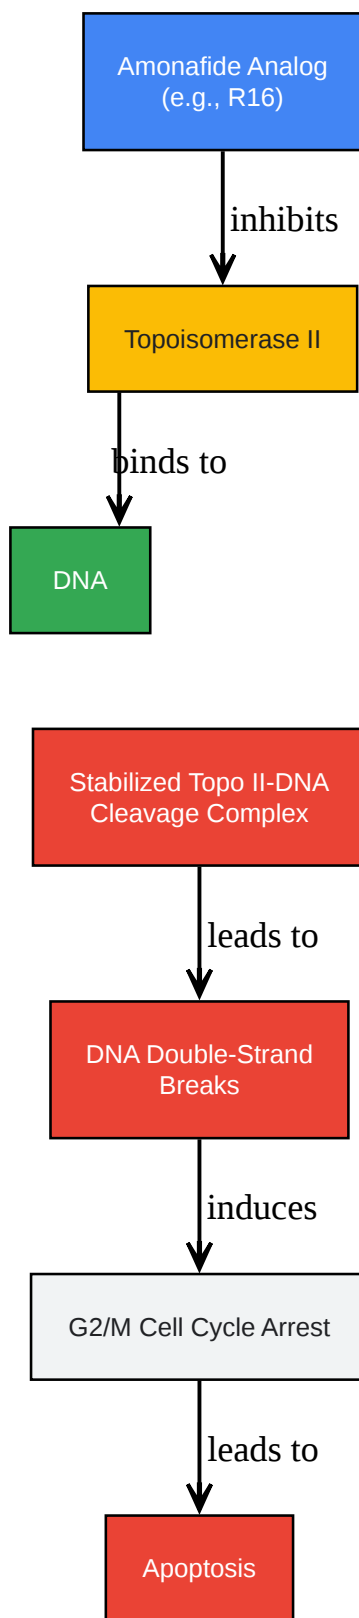 Amonafide Analog
(e.g., R16)
inhibits
Topoisomerase II
binds to
DNA
Stabilized Topo II-DNA
Cleavage Complex
leads to
DNA Double-Strand
Breaks
induces
G2/M Cell Cycle Arrest
leads to
Apoptosis